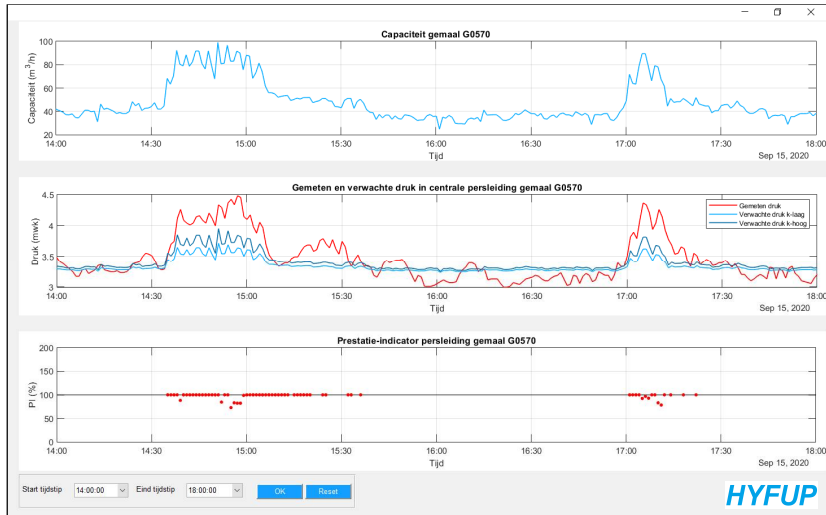 Capaciteit gemaal G0570
Capaciteit (m³/h)
100
80
60
40
20
14:00 14:30 15:00 15:30 16:00 16:30 17:00 17:30 18:00
Tijd
Sep 15, 2020
Gemeten en verwachte druk in centrale persleiding gemaal G0570
Druk (mwk)
4.5
4
3.5
3
Gemeten druk
Verwachte druk k-laag
Verwachte druk k-hoog
14:00 14:30 15:00 15:30 16:00 16:30 17:00 17:30 18:00
Tijd
Sep 15, 2020
Prestatie-indicator persleiding gemaal G0570
PI (%)
200
150
100
50
0
14:00 14:30 15:00 15:30 16:00 16:30 17:00 17:30 18:00
Tijd
Sep 15, 2020
Start tijdstip 14:00:00 Eind tijdstip 18:00:00 OK Reset
HYFUP